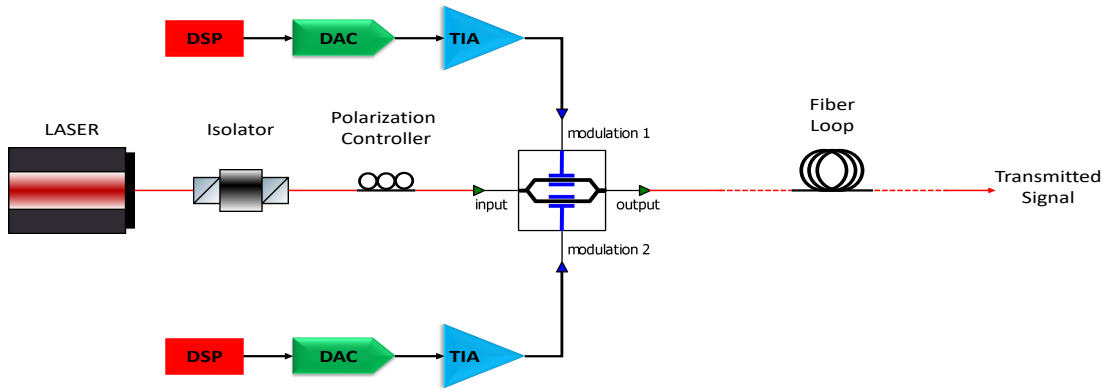 DSP
DAC
TIA
LASER
Isolator
Polarization
Controller
modulation 1
Fiber
Loop
input
output
Transmitted
Signal
modulation 2
DSP
DAC
TIA